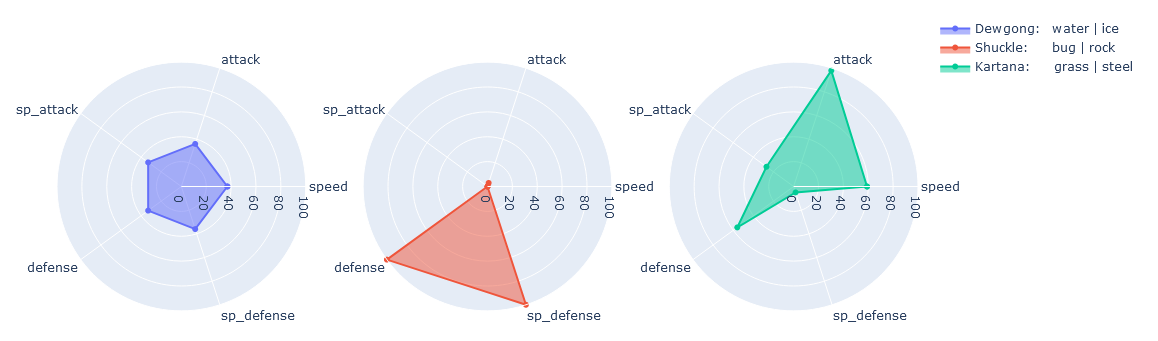 Dewgong: water | ice
Shuckle: bug | rock
Kartana: grass | steel
attack
sp_attack
speed
0
20
40
60
80
100
defense
sp_defense
attack
sp_attack
speed
0
20
40
60
80
100
defense
sp_defense
attack
sp_attack
speed
0
20
40
60
80
100
defense
sp_defense